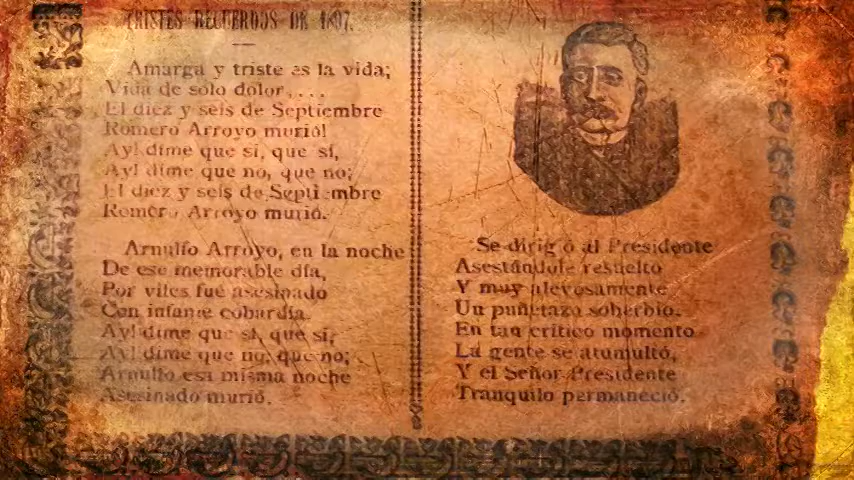 TRISTES RECUERDOS DE 1897.
Amarga y triste es la vida;
Vida de solo dolor....
El diez y seis de Septiembre
Romero Arroyo murió!
Ay! dime que sí, que sí,
Ay! dime que no, que no;
El diez y seis de Septiembre
Romero Arroyo murió.
Arnulfo Arroyo, en la noche
De ese memorable día,
Por viles fué asesinado
Con infame cobardía.
Ay! dime que sí, que sí,
Ay! dime que no, que no;
Arnulfo esa misma noche
Asesinado murió.
Se dirigió al Presidente
Asestándole resuelto
Y muy alevosamente
Un puñetazo soberbio.
En tan crítico momento
La gente se atumultó,
Y el Señor Presidente
Tranquilo permaneció.